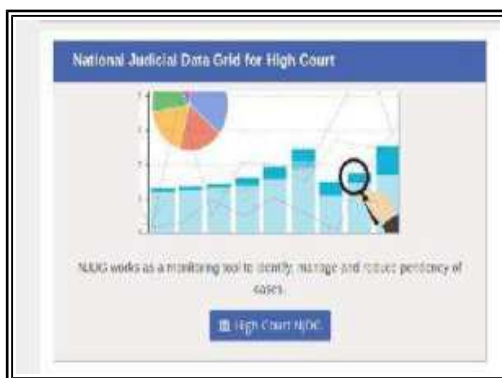 National Judicial Data Grid for High Court
NJDG works as a monitoring tool to identify, manage and reduce pendency of
cases.
High Court NJDC